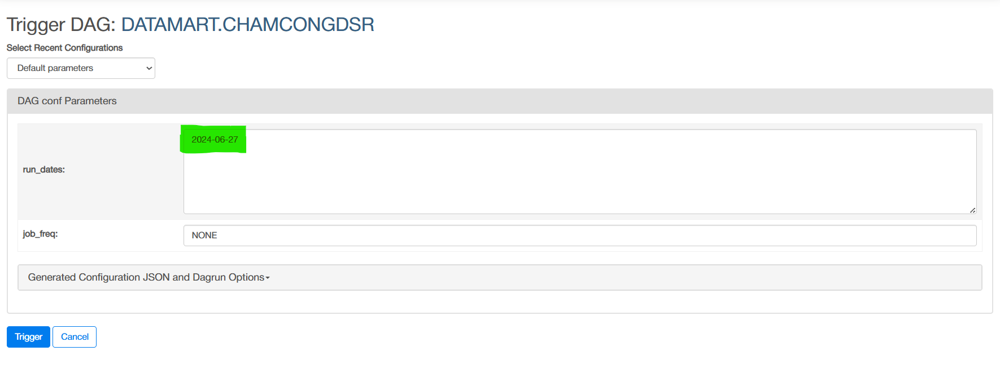 Trigger DAG: DATAMART.CHAMCONGDSR
Select Recent Configurations
Default parameters
DAG conf Parameters
run_dates:
2024-06-27
job_freq:
NONE
Generated Configuration JSON and Dagrun Options
Trigger
Cancel